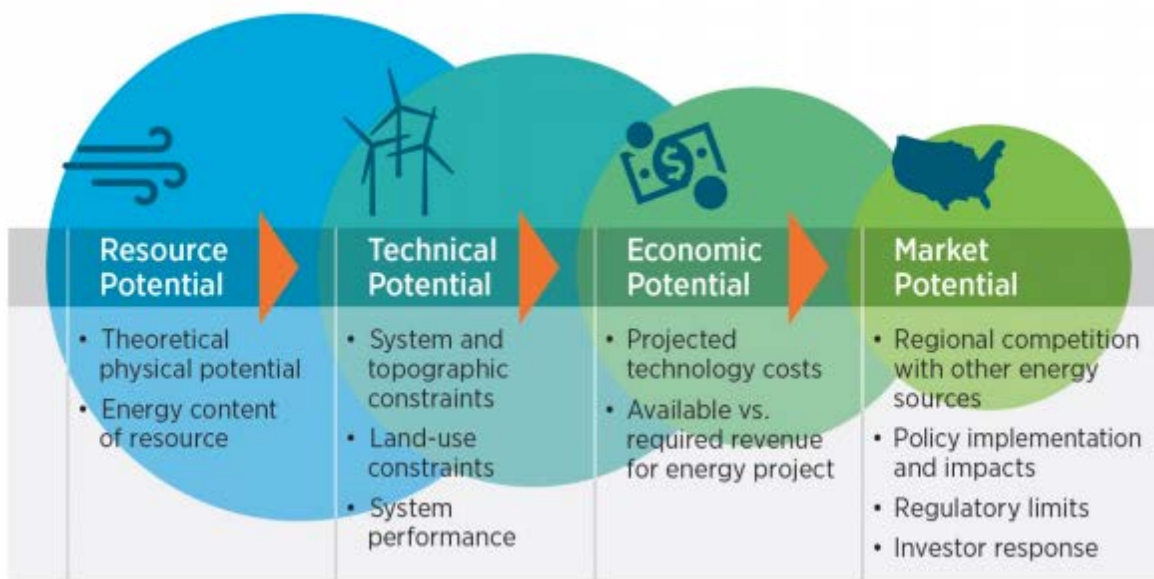 Resource
Potential
• Theoretical
physical potential
• Energy content
of resource
Technical
Potential
• System and
topographic
constraints
• Land-use
constraints
• System
performance
$
Economic
Potential
• Projected
technology costs
• Available vs.
required revenue
for energy project
Market
Potential
• Regional competition
with other energy
sources
• Policy implementation
and impacts
• Regulatory limits
• Investor response